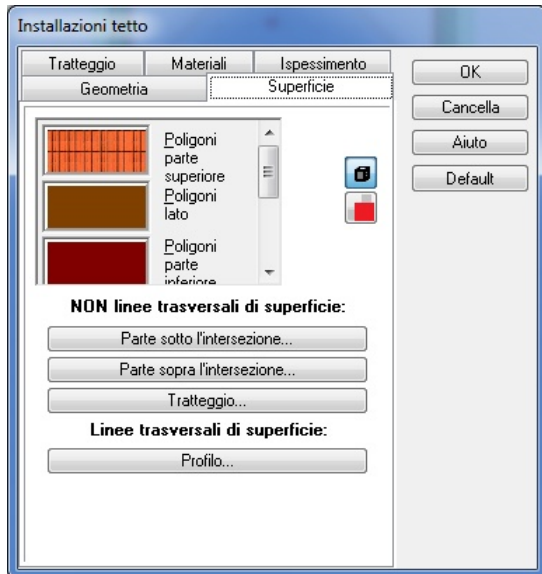 Installazioni tetto
Tratteggio
Materiali
Ispessimento
Geometria
Superficie
OK
Cancella
Aiuto
Default
Poligoni
parte
superiore
Poligoni
lato
Poligoni
parte
inferiore
NON linee trasversali di superficie:
Parte sotto l'intersezione...
Parte sopra l'intersezione...
Tratteggio...
Linee trasversali di superficie:
Profilo...